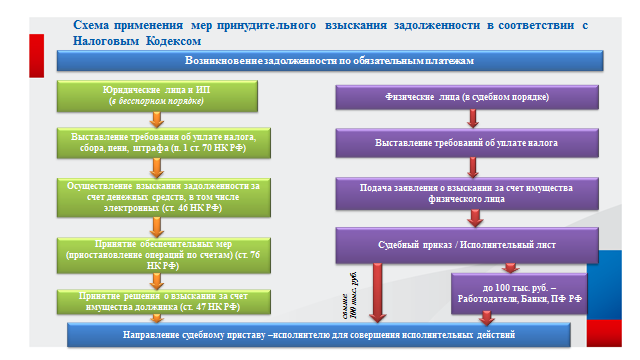 Схема применения мер принудительного взыскания задолженности в соответствии с
Налоговым Кодексом
Возникновение задолженности по обязательным платежам
Юридические лица и ИП
(в бесспорном порядке)
Выставление требования об уплате налога,
сбора, пени, штрафа (п. 1 ст. 70 НК РФ)
Осуществление взыскания задолженности за
счет денежных средств, в том числе
электронных (ст. 46 НК РФ)
Принятие обеспечительных мер
(приостановление операций по счетам) (ст. 76
НК РФ)
Принятие решения о взыскании за счет
имущества должника (ст. 47 НК РФ)
Физические лица (в судебном порядке)
Выставление требований об уплате налога
Подача заявления о взыскании за счет имущества
физического лица
Судебный приказ / Исполнительный лист
свыше
100 тыс. руб.
до 100 тыс. руб. –
Работодатели, Банки, ПФ РФ
Направление судебному приставу –исполнителю для совершения исполнительных действий